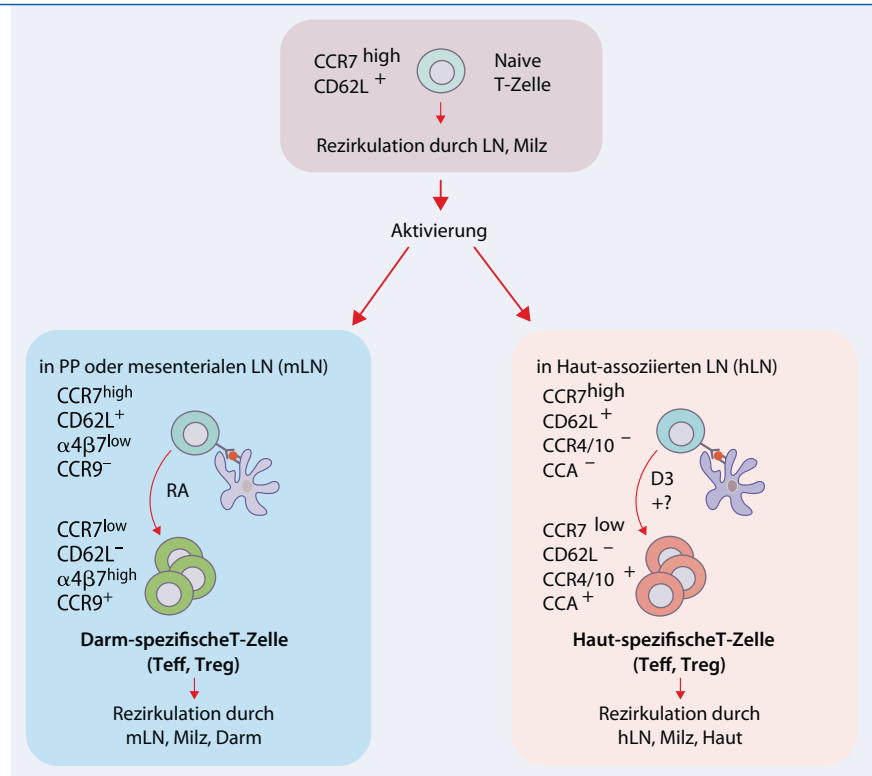 CCR7 high
CD62L +
Naive
T-Zelle
Rezirkulation durch LN, Milz
Aktivierung
in PP oder mesenterialen LN (mLN)
CCR7high
CD62L+
α4β7low
CCR9−
RA
CCR7low
CD62L−
α4β7high
CCR9+
Darm-spezifischeT-Zelle
(Teff, Treg)
Rezirkulation durch
mLN, Milz, Darm
in Haut-assoziierten LN (hLN)
CCR7high
CD62L +
CCR4/10 −
CCA −
D3
+?
CCR7 low
CD62L −
CCR4/10 +
CCA +
Haut-spezifischeT-Zelle
(Teff, Treg)
Rezirkulation durch
hLN, Milz, Haut